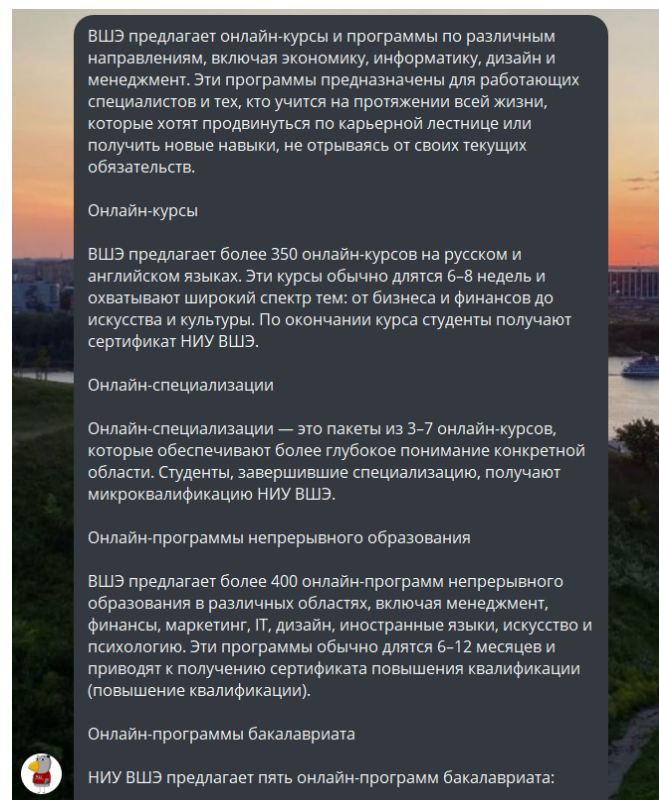 ВШЭ предлагает онлайн-курсы и программы по различным
направлениям, включая экономику, информатику, дизайн и
менеджмент. Эти программы предназначены для работающих
специалистов и тех, кто учится на протяжении всей жизни,
которые хотят продвинуться по карьерной лестнице или
получить новые навыки, не отрываясь от своих текущих
обязательств.
Онлайн-курсы
ВШЭ предлагает более 350 онлайн-курсов на русском и
английском языках. Эти курсы обычно длятся 6–8 недель и
охватывают широкий спектр тем: от бизнеса и финансов до
искусства и культуры. По окончании курса студенты получают
сертификат НИУ ВШЭ.
Онлайн-специализации
Онлайн-специализации — это пакеты из 3–7 онлайн-курсов,
которые обеспечивают более глубокое понимание конкретной
области. Студенты, завершившие специализацию, получают
микроквалификацию НИУ ВШЭ.
Онлайн-программы непрерывного образования
ВШЭ предлагает более 400 онлайн-программ непрерывного
образования в различных областях, включая менеджмент,
финансы, маркетинг, IT, дизайн, иностранные языки, искусство и
психологию. Эти программы обычно длятся 6–12 месяцев и
приводят к получению сертификата повышения квалификации
(повышение квалификации).
Онлайн-программы бакалавриата
НИУ ВШЭ предлагает пять онлайн-программ бакалавриата: